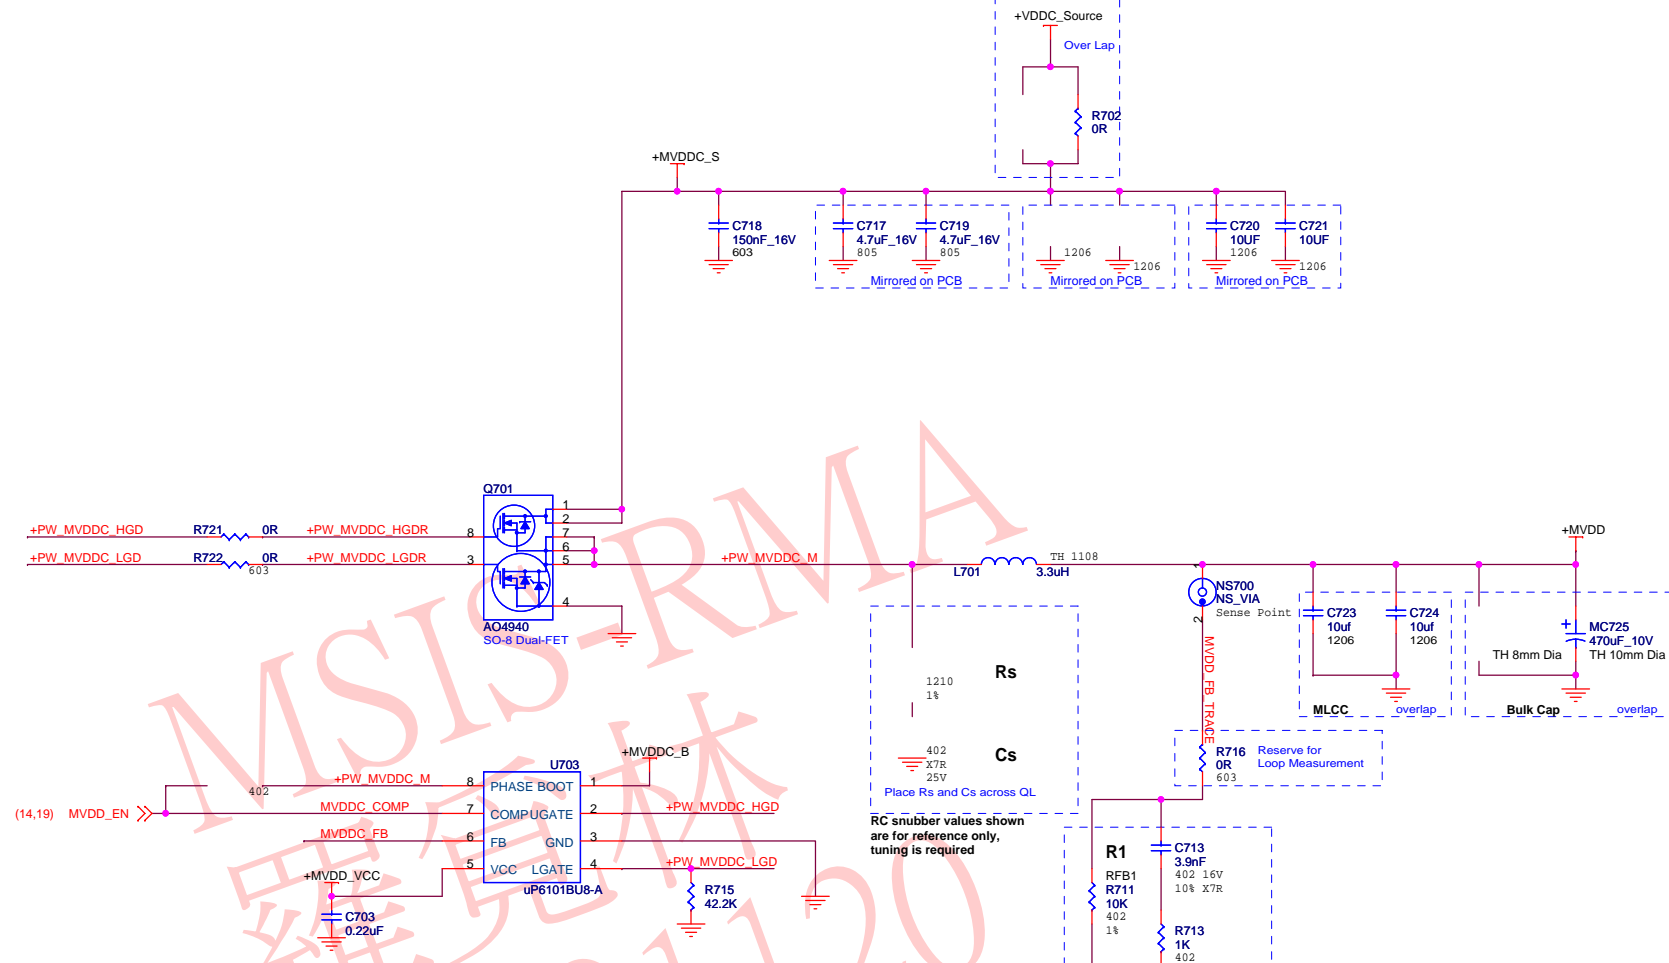 +VDDC_Source
Over Lap
R702
0R
+MVDDC_S
C718
150nF_16V
603
C717
4.7uF_16V
805
C719
4.7uF_16V
805
Mirrored on PCB
1206
1206
Mirrored on PCB
C720
10UF
1206
C721
10UF
1206
Mirrored on PCB
Q701
+PW_MVDDC_HGD
R721
0R
+PW_MVDDC_HGDR
8
1
2
7
6
5
+PW_MVDDC_LGD
R722
0R
603
+PW_MVDDC_LGDR
3
4
AO4940
SO-8 Dual-FET
+PW_MVDDC_M
L701
TH 1108
3.3uH
+MVDD
1
NS700
NS_VIA
Sense Point
2
MVDD_FB_TRACE
C723
10uf
1206
C724
10uf
1206
MLCC
overlap
MC725
470uF_10V
TH 8mm Dia
TH 10mm Dia
Bulk Cap
overlap
Rs
1210
1%
Cs
402
X7R
25V
Place Rs and Cs across QL
RC snubber values shown
are for reference only,
tuning is required
R716
0R
603
Reserve for
Loop Measurement
+MVDDC_B
U703
+PW_MVDDC_M
402
8
PHASE BOOT
1
(14,19) MVDD_EN
MVDDC_COMP
7
COMP UGATE
2
+PW_MVDDC_HGD
MVDDC_FB
6
FB GND
3
5
VCC LGATE
4
+PW_MVDDC_LGD
uP6101BU8-A
+MVDD_VCC
C703
0.22uF
R715
42.2K
R1
RFB1
R711
10K
402
1%
C713
3.9nF
402 16V
10% X7R
R713
1K
402
MSIS-RMA
羅寬林